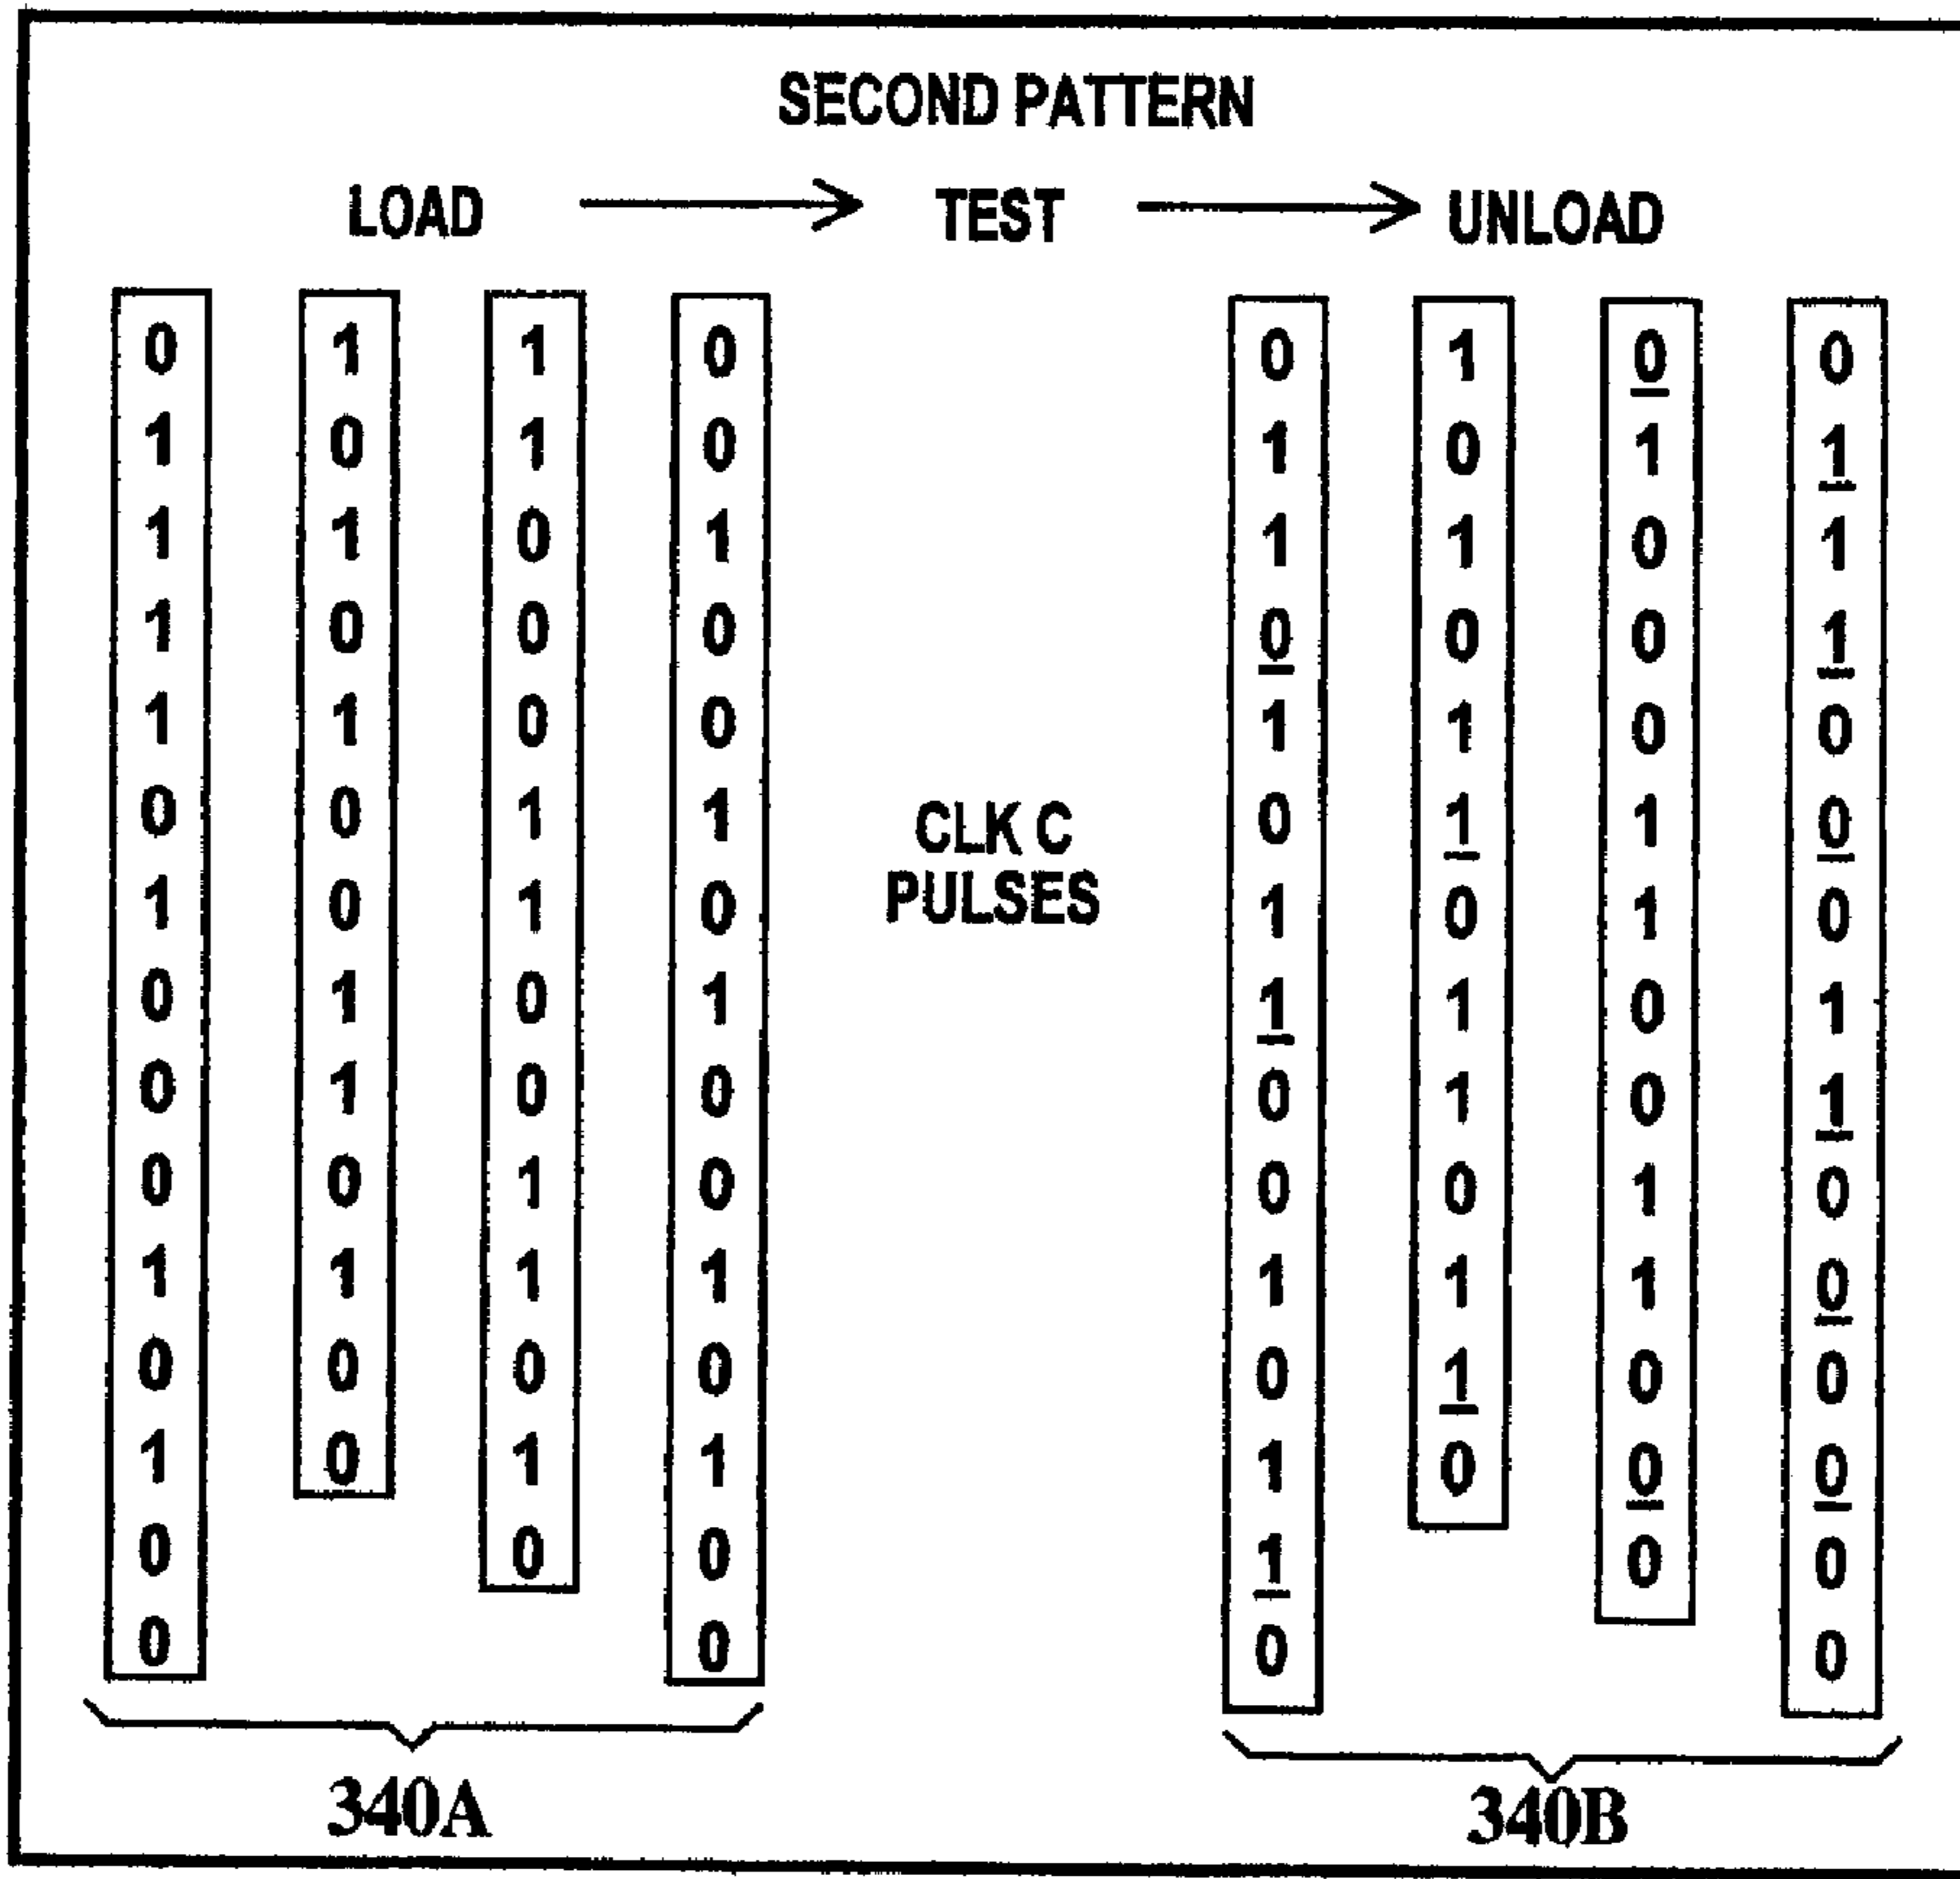 SECOND PATTERN
LOAD TEST UNLOAD
0 1 1 0 0 1 0 0
1 0 1 0 1 0 1 1
1 1 0 1 1 1 0 1
1 0 0 0 0 0 0 1
1 1 0 0 1 1 0 0
0 0 1 1 CLK C 0 1 1 0
1 0 1 0 PULSES 1 0 1 0
0 1 0 1 1 1 0 1
0 1 0 0 0 1 0 1
0 0 1 0 0 0 1 0
1 1 1 1 1 1 1 0
0 0 0 0 0 1 0 0
1 0 1 1 1 0 0 0
0 0 0 1 0 0
0 0 0 0
340A 340B